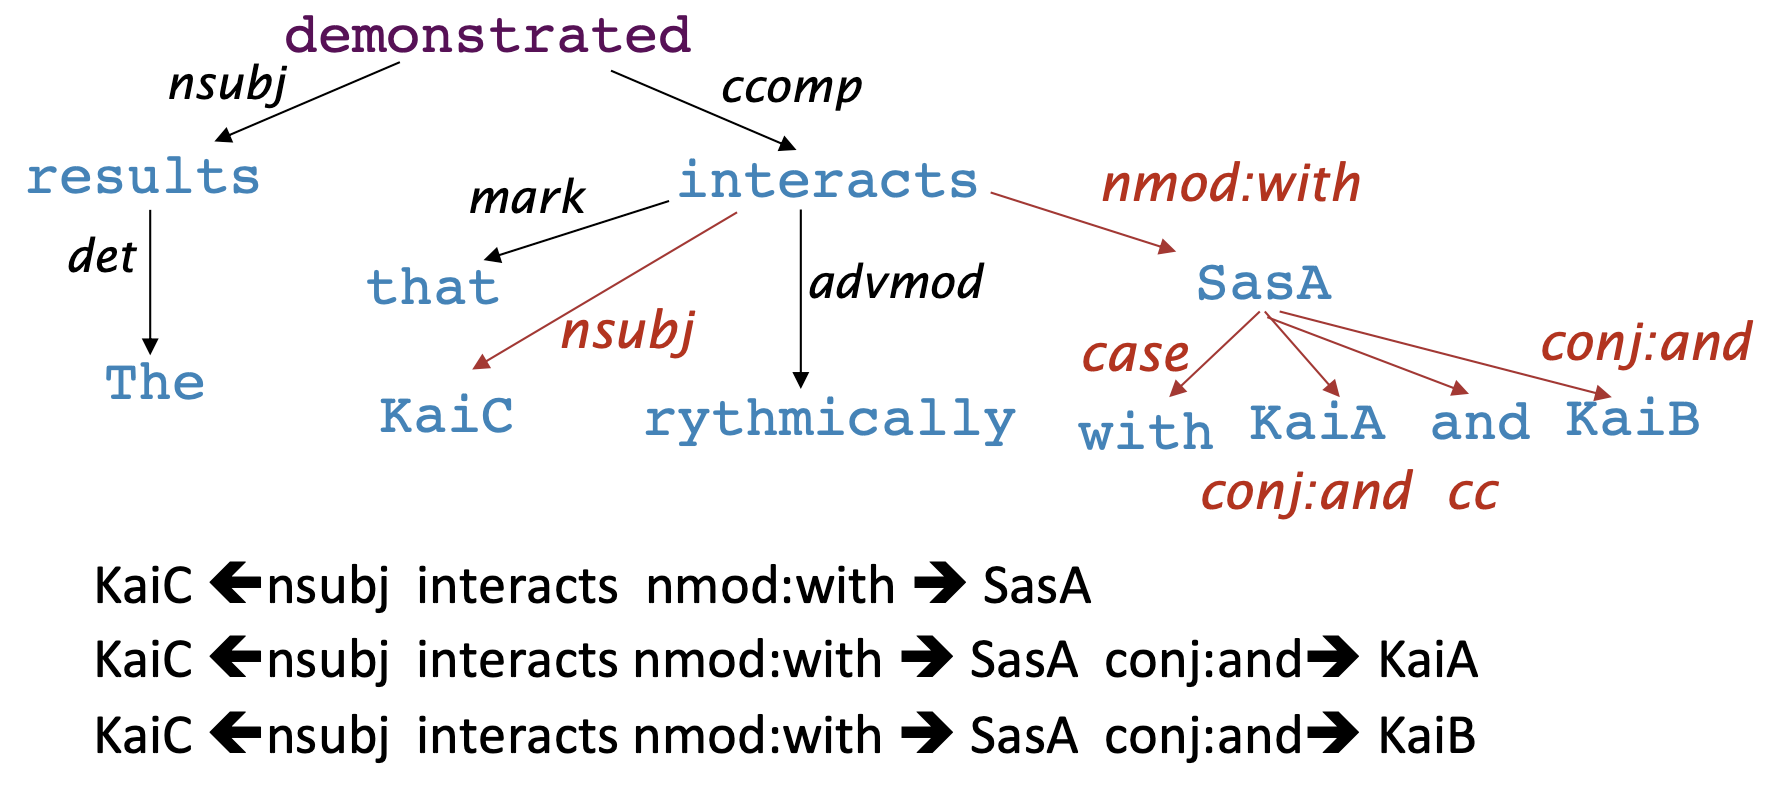 demonstrated
nsubj ccomp
results interacts nmod:with
mark
det that advmod SasA
nsubj case conj:and
The KaiC rythmically with KaiA and KaiB
conj:and cc
KaiC 🡸nsubj interacts nmod:with 🡺 SasA
KaiC 🡸nsubj interacts nmod:with 🡺 SasA conj:and🡺 KaiA
KaiC 🡸nsubj interacts nmod:with 🡺 SasA conj:and🡺 KaiB